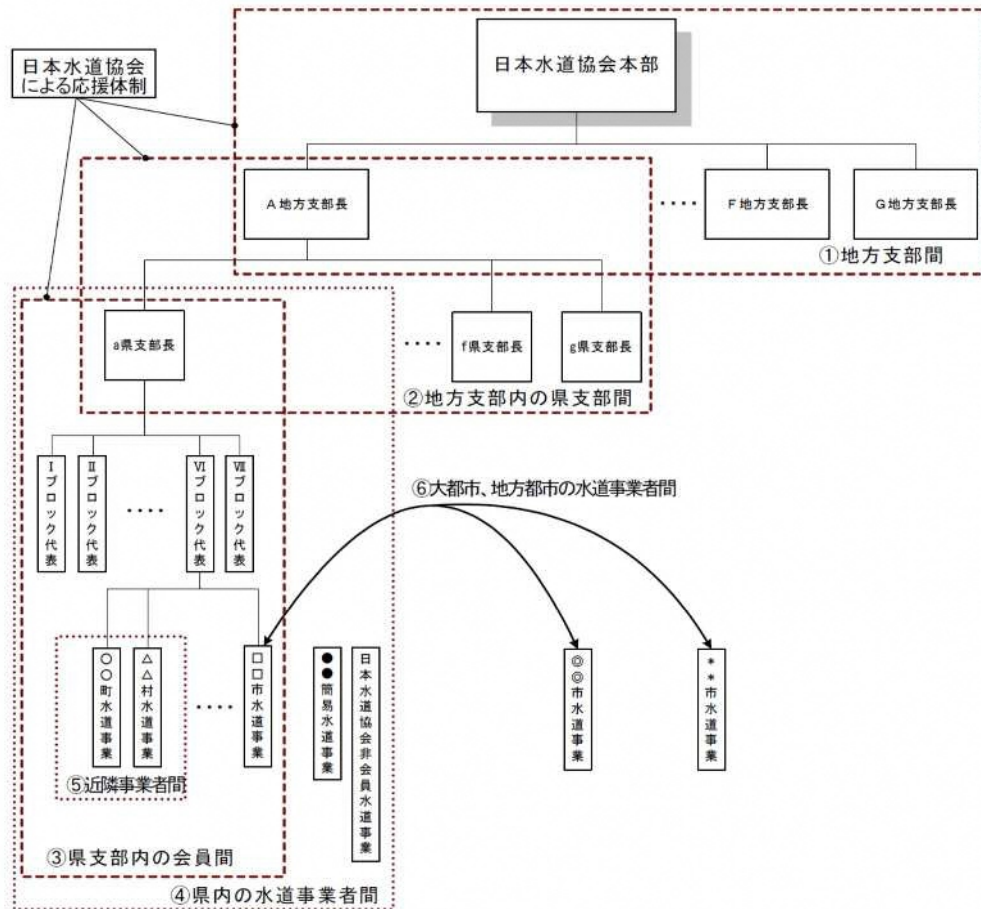 日本水道協会
による応援体制
日本水道協会本部
A地方支部長
････
F地方支部長
G地方支部長
①地方支部間
a県支部長
････
f県支部長
g県支部長
②地方支部内の県支部間
Ⅰブロック代表
Ⅱブロック代表
････
Ⅵブロック代表
Ⅶブロック代表
⑥大都市、地方都市の水道事業者間
○○町水道事業
△△村水道事業
････
□□市水道事業
●●簡易水道事業
日本水道協会非会員水道事業
◎◎市水道事業
**市水道事業
⑤近隣事業者間
③県支部内の会員間
④県内の水道事業者間